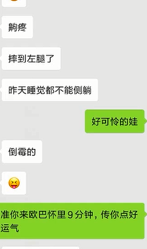 齁疼
摔到左腿了
昨天睡觉都不能侧躺
好可怜的娃
倒霉的
准你来欧巴怀里9分钟，传你点好
运气